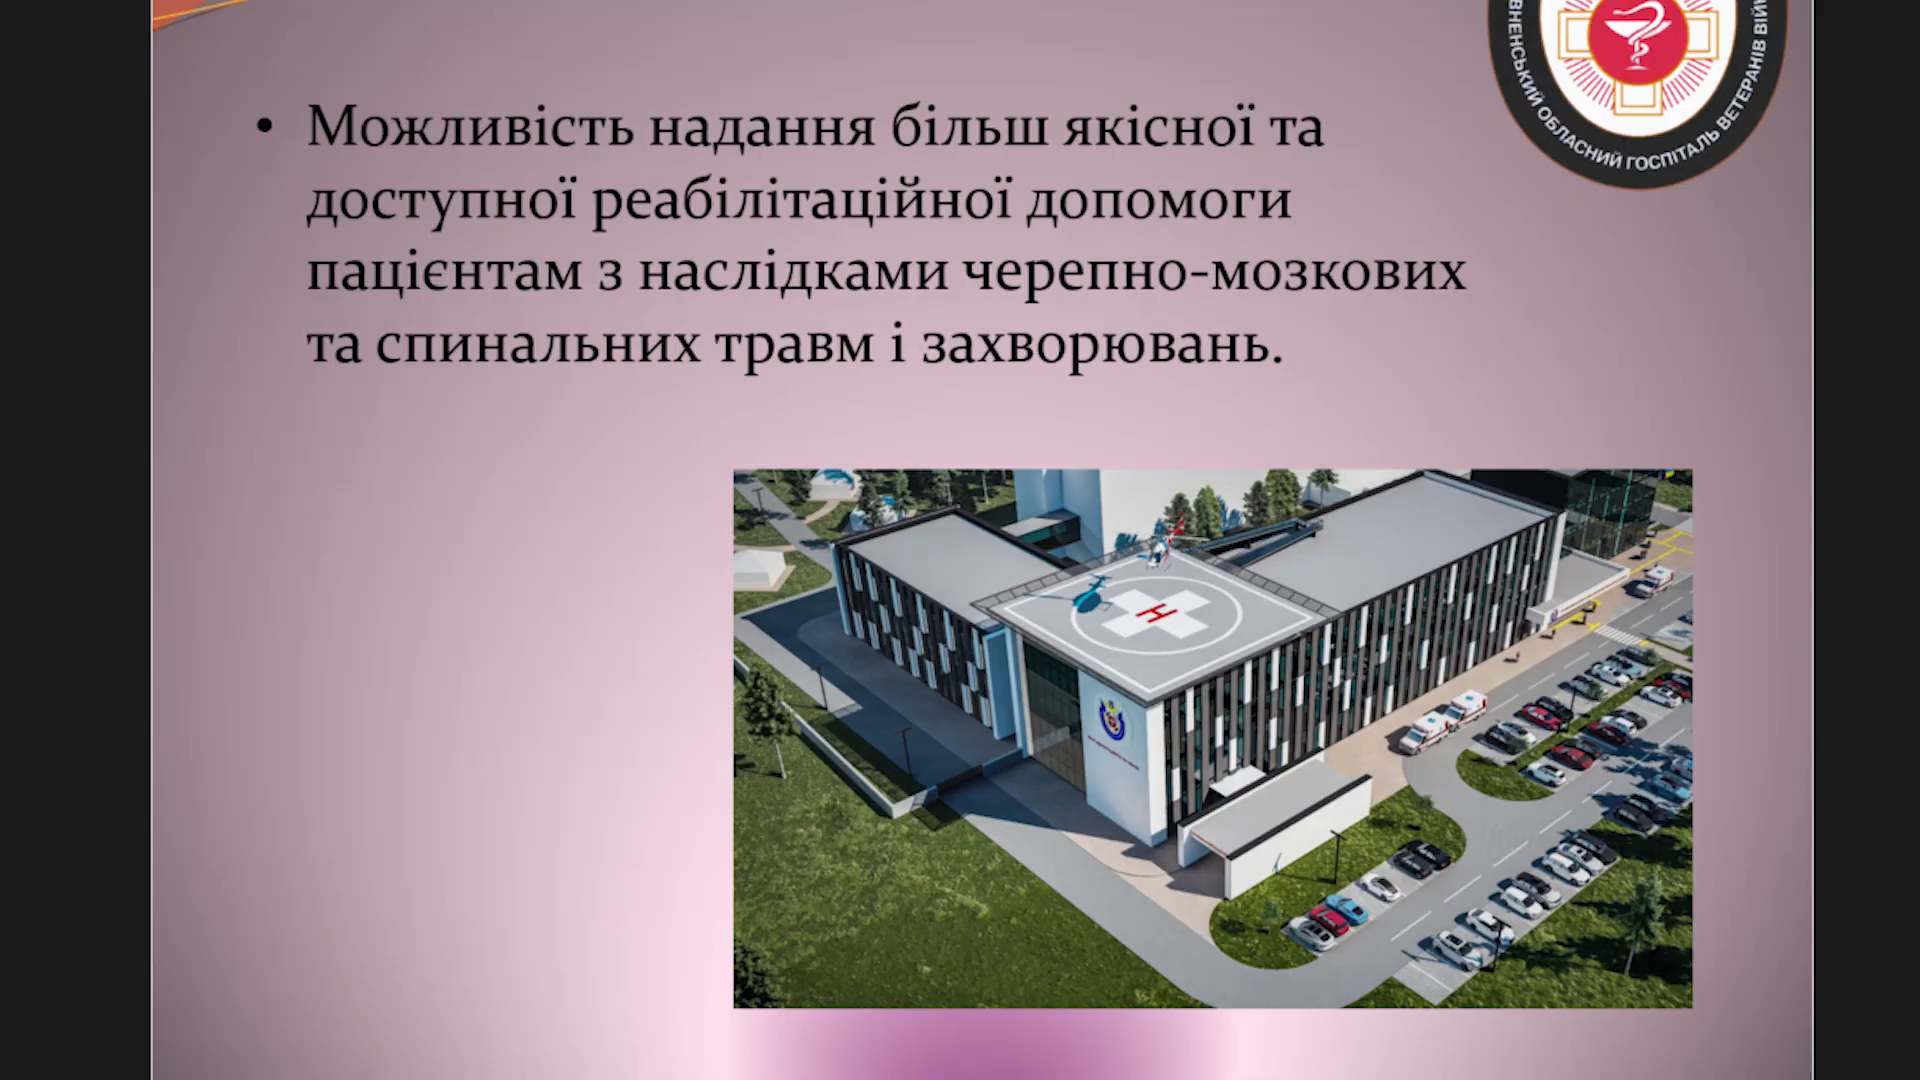 • Можливість надання більш якісної та
доступної реабілітаційної допомоги
пацієнтам з наслідками черепно-мозкових
та спинальних травм і захворювань.
ОБЛАСНИЙ ГОСПІТАЛЬ ВЕТЕРАНІВ
H